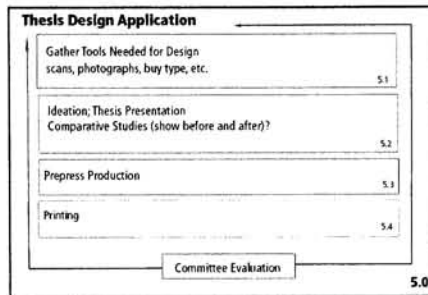 Thesis Design Application
Gather Tools Needed for Design
scans, photographs, buy type, etc.
5.1
Ideation; Thesis Presentation
Comparative Studies (show before and after)?
5.2
Prepress Production
5.3
Printing
5.4
Committee Evaluation
5.0